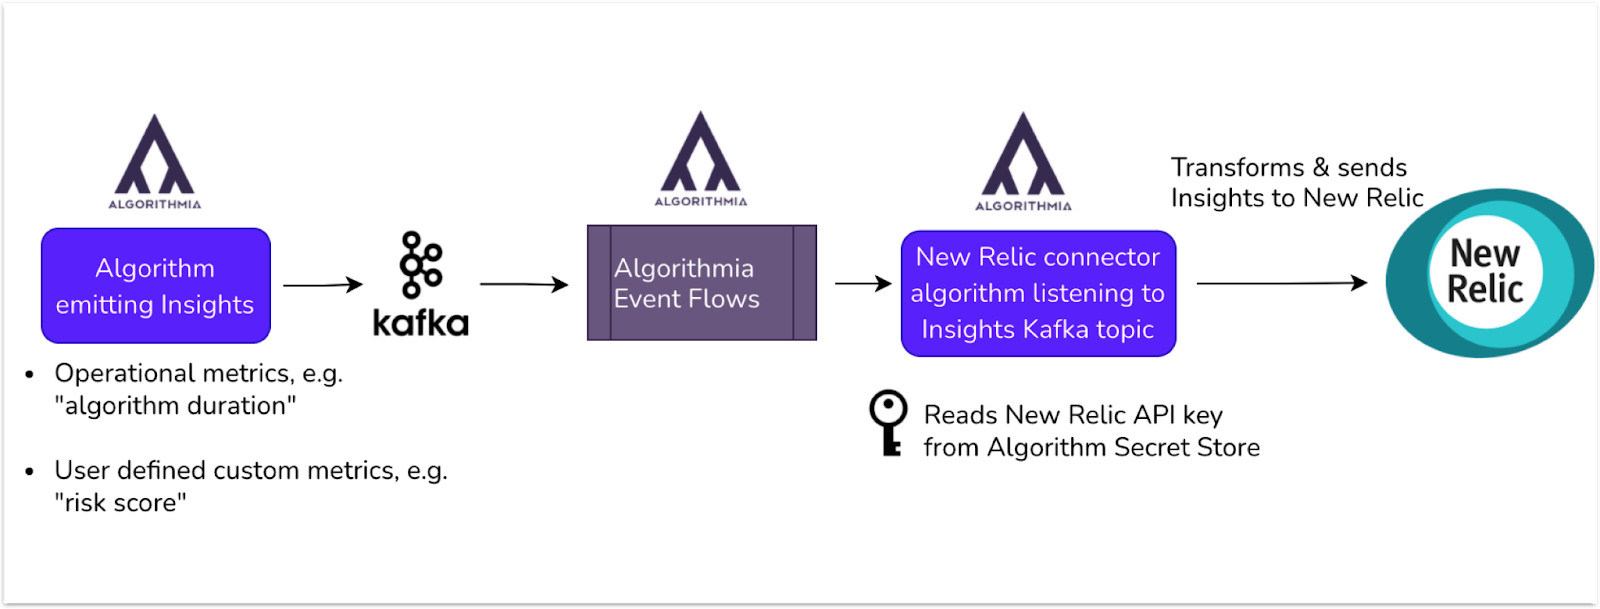 ALGORITHMIA
Algorithm
emitting Insights
• Operational metrics, e.g.
"algorithm duration"
• User defined custom metrics, e.g.
"risk score"
kafka
ALGORITHMIA
Algorithmia
Event Flows
ALGORITHMIA
New Relic connector
algorithm listening to
Insights Kafka topic
Reads New Relic API key
from Algorithm Secret Store
Transforms & sends
Insights to New Relic
New
Relic